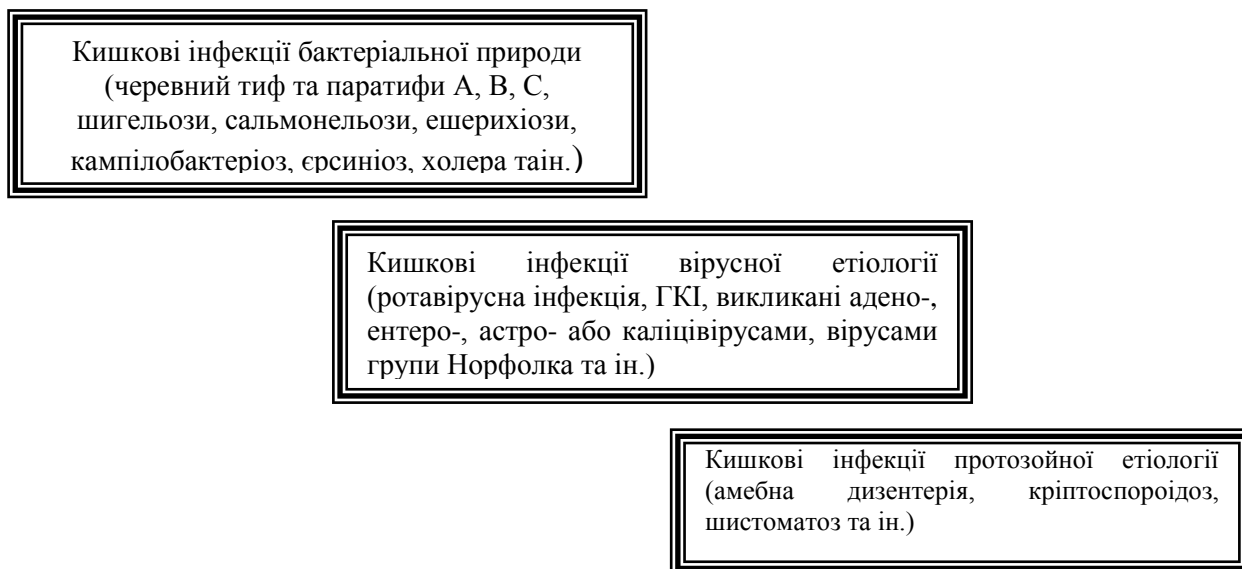 Кишкові інфекції бактеріальної природи
(черевний тиф та паратифи А, В, С,
шигельози, сальмонельози, ешерихіози,
кампілобактеріоз, єрсиніоз, холера таін.)
Кишкові інфекції вірусної етіології
(ротавірусна інфекція, ГКІ, викликані адено-,
ентеро-, астро- або каліцівірусами, вірусами
групи Норфолка та ін.)
Кишкові інфекції протозойної етіології
(амебна дизентерія, кріптоспороідоз,
шистоматоз та ін.)